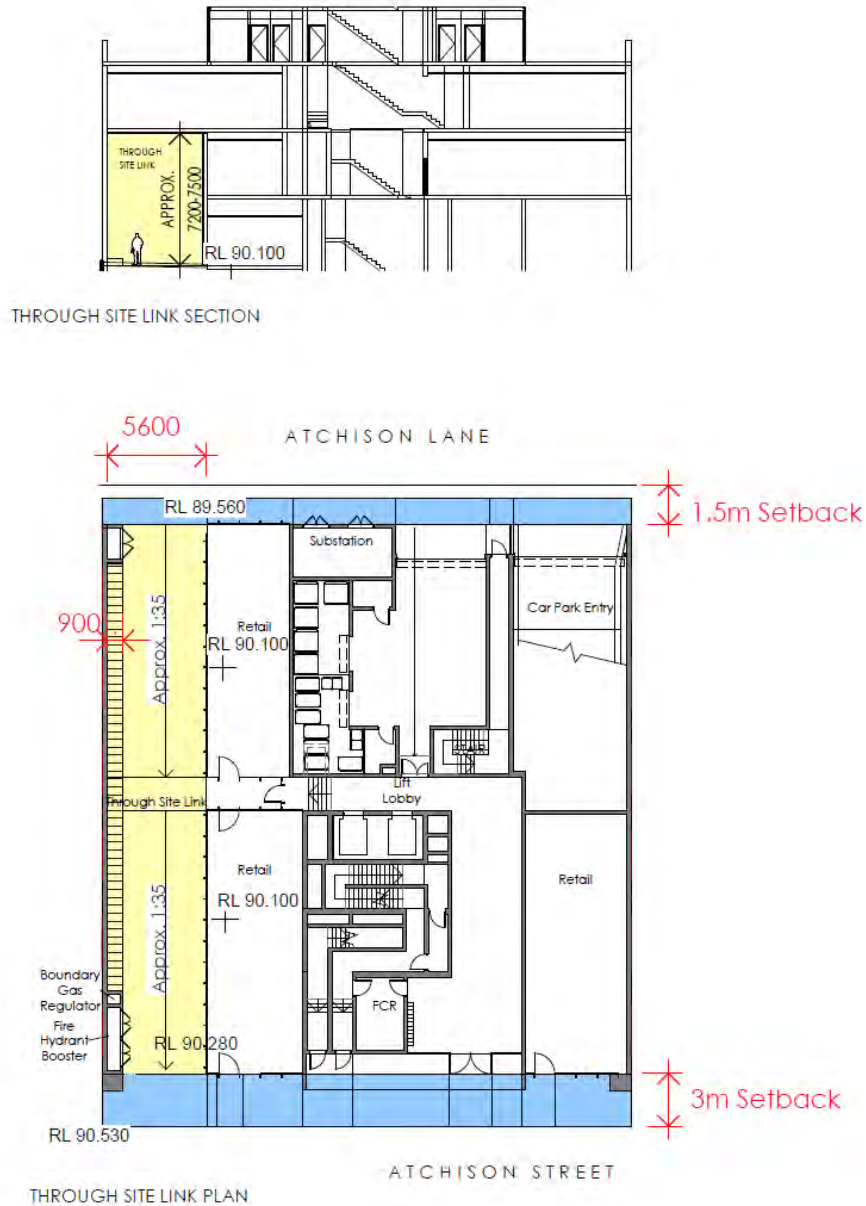 THROUGH
SITE LINK
APPROX.
7200-7500
RL 90.100
THROUGH SITE LINK SECTION
5600
ATCHISON LANE
RL 89.560
1.5m Setback
Substation
Car Park Entry
900
Approx. 1:35
Retail
RL 90.100
STAIR
Lift
Lobby
Through Site Link
Retail
RL 90.100
Retail
Approx. 1:35
Boundary
Gas
Regulator
Fire
Hydrant
Booster
FCR
RL 90.280
3m Setback
RL 90.530
ATCHISON STREET
THROUGH SITE LINK PLAN